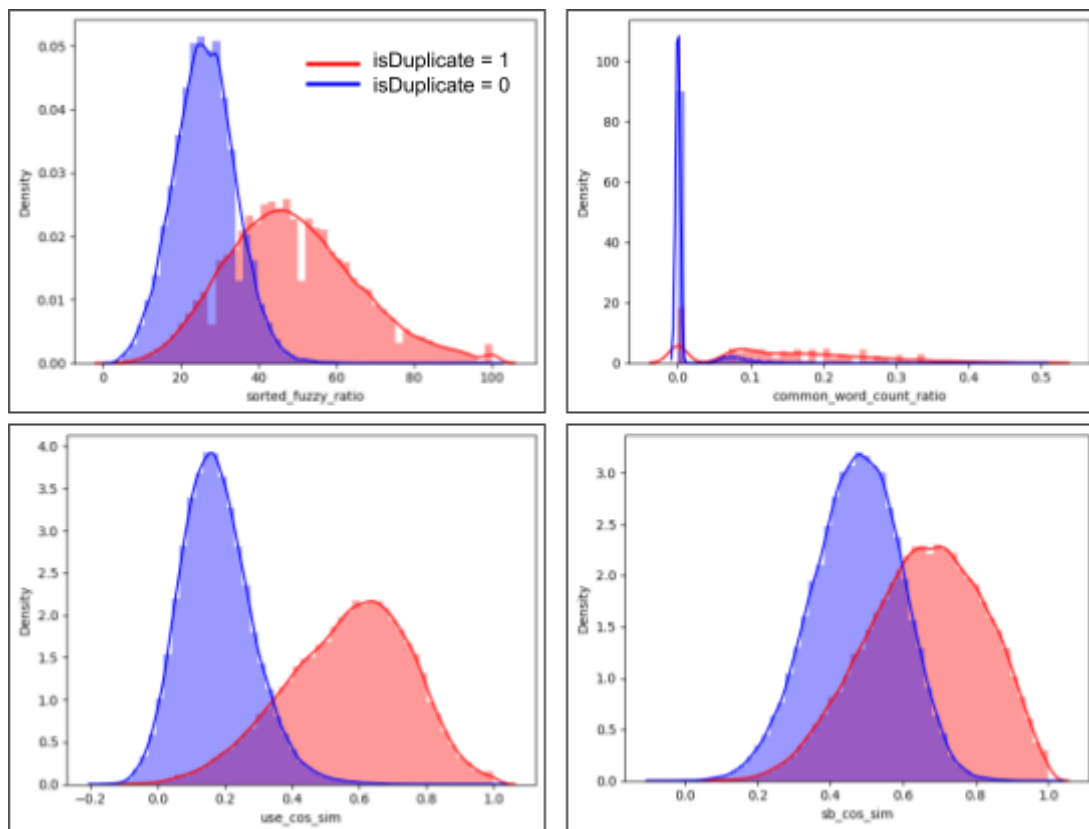 0.05
0.04
0.03
0.02
0.01
0.00
Density
isDuplicate = 1
isDuplicate = 0
0 20 40 60 80 100
sorted_fuzzy_ratio
100
80
60
40
20
0
Density
0.0 0.1 0.2 0.3 0.4 0.5
common_word_count_ratio
4.0
3.5
3.0
2.5
2.0
1.5
1.0
0.5
0.0
Density
−0.2 0.0 0.2 0.4 0.6 0.8 1.0
use_cos_sim
3.0
2.5
2.0
1.5
1.0
0.5
0.0
Density
0.0 0.2 0.4 0.6 0.8 1.0
sb_cos_sim